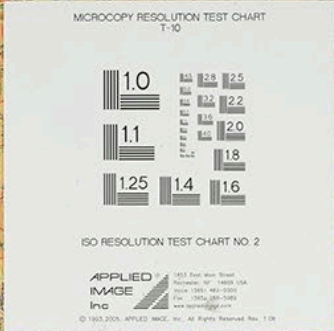 MICROCOPY RESOLUTION TEST CHART
T-10
1.0
1.1
1.25
1.4
1.6
1.8
2.0
2.2
2.5
2.8
3.2
3.6
4.0
ISO RESOLUTION TEST CHART NO. 2
APPLIED
IMAGE
Inc
1653 East Main Street
Rochester, NY 14609 USA
© 1993, 2005, APPLIED IMAGE, Inc, All Rights Reserved